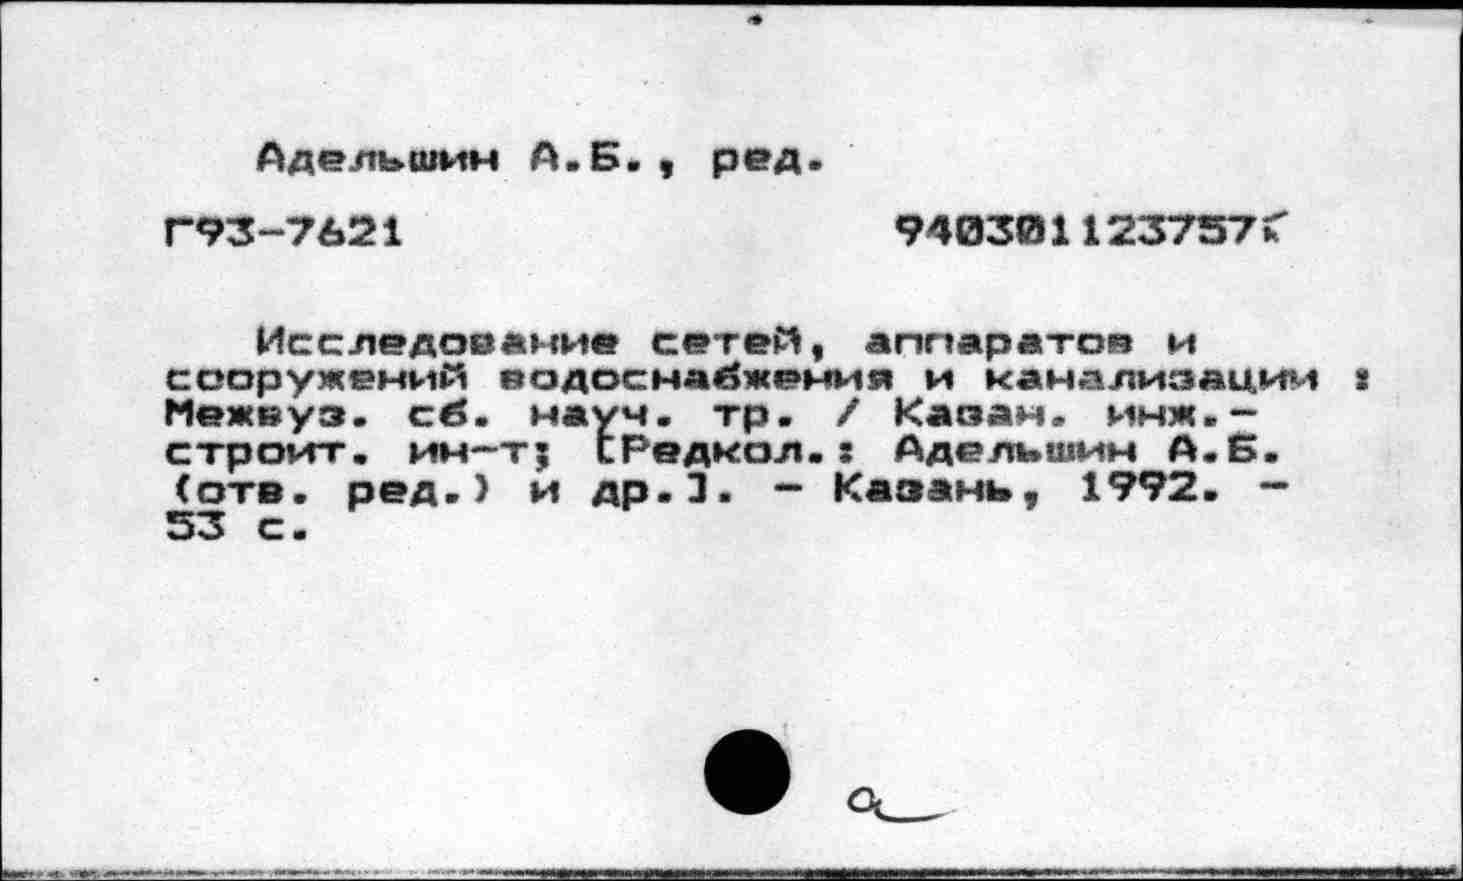 Адельшин А.Б., ред.
Г93-7621 940301123757К
Исследование сетей, аппаратов и
сооружений водоснабжения и канализации :
Межвуз. сб. науч. тр. / Казан. инж.-
строит. ин-т; [Редкол.: Адельшин А.Б.
(отв. ред.) и др.]. - Казань, 1992. -
53 с.